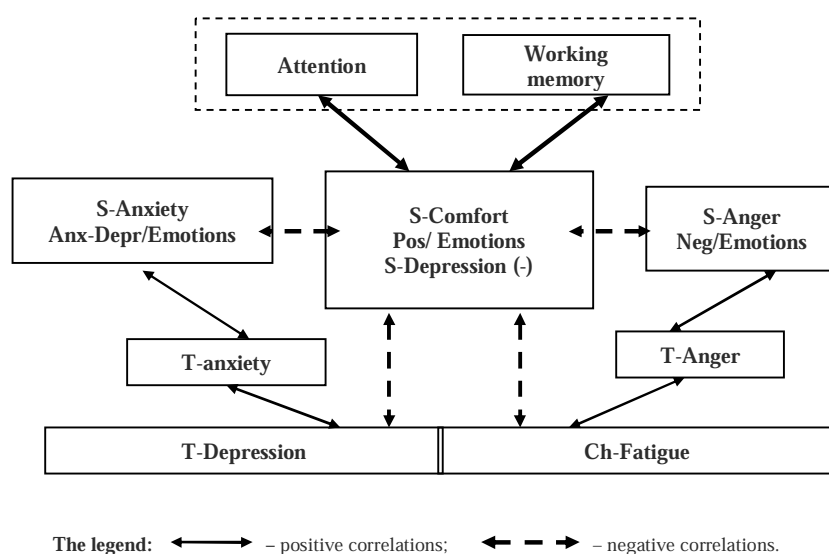 Attention
Working
memory
S-Anxiety
Anx-Depr/Emotions
S-Comfort
Pos/ Emotions
S-Depression (-)
S-Anger
Neg/Emotions
T-anxiety
T-Anger
T-Depression
Ch-Fatigue
The legend: – positive correlations; – negative correlations.